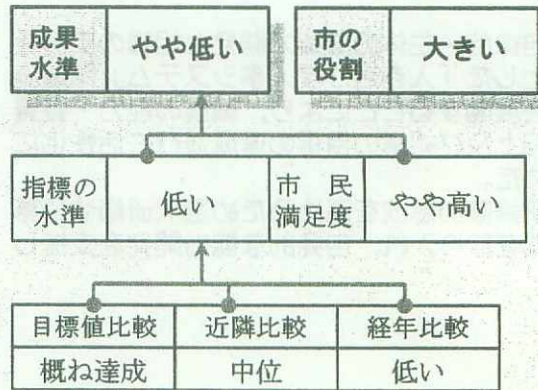 成果水準 やや低い 市の役割 大きい
指標の水準 低い 市民満足度 やや高い
目標値比較 近隣比較 経年比較
概ね達成 中位 低い